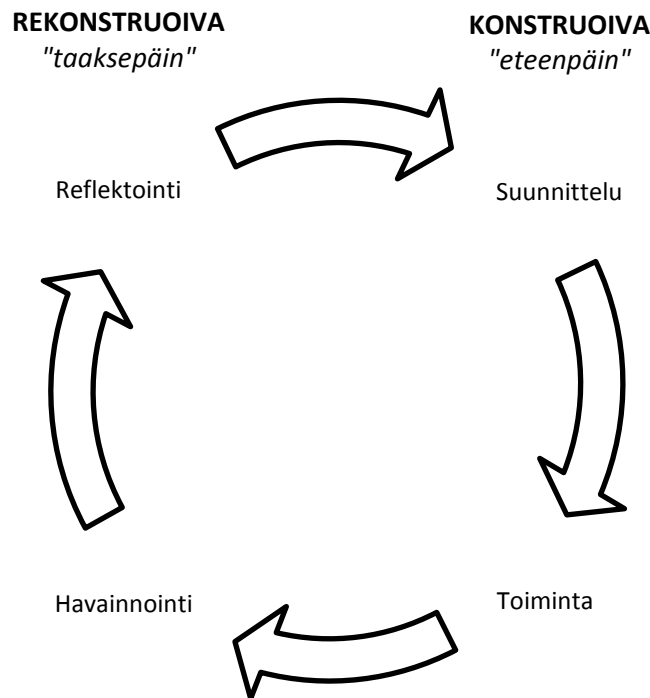 REKONSTRUOIVA
"taaksepäin"
KONSTRUOIVA
"eteenpäin"
Reflektointi
Suunnittelu
Havainnointi
Toiminta